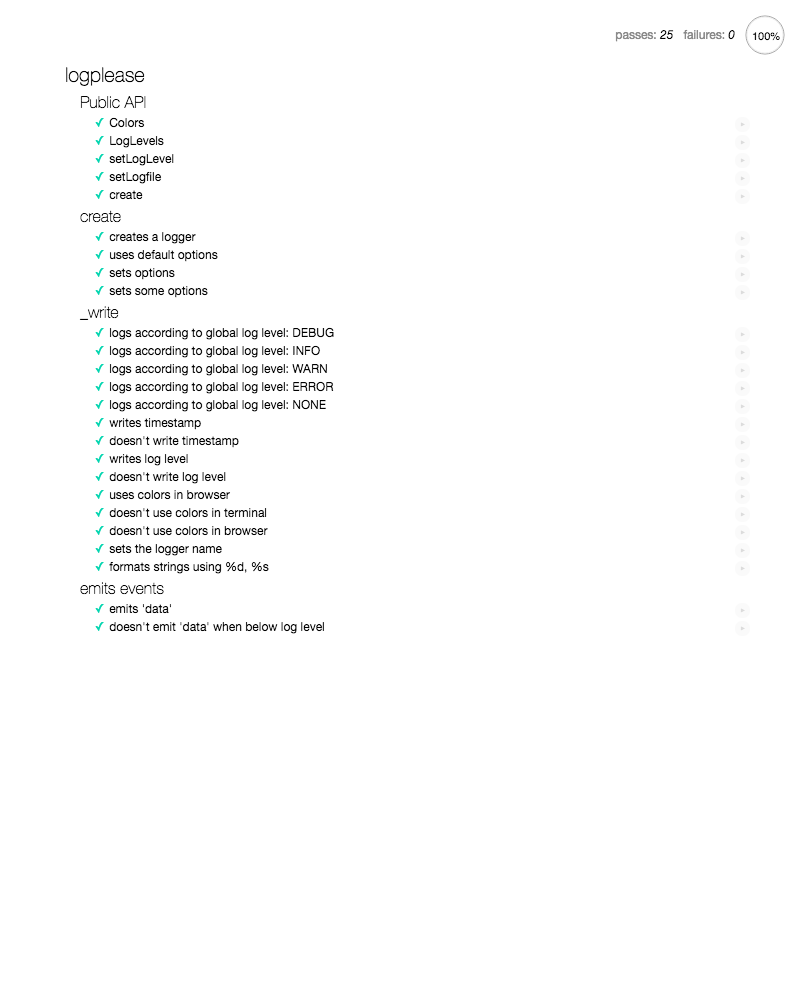 passes: 25 failures: 0 100%
logplease
Public API
✓ Colors
✓ LogLevels
✓ setLogLevel
✓ setLogfile
✓ create
create
✓ creates a logger
✓ uses default options
✓ sets options
✓ sets some options
_write
✓ logs according to global log level: DEBUG
✓ logs according to global log level: INFO
✓ logs according to global log level: WARN
✓ logs according to global log level: ERROR
✓ logs according to global log level: NONE
✓ writes timestamp
✓ doesn't write timestamp
✓ writes log level
✓ doesn't write log level
✓ uses colors in browser
✓ doesn't use colors in terminal
✓ doesn't use colors in browser
✓ sets the logger name
✓ formats strings using %d, %s
emits events
✓ emits 'data'
✓ doesn't emit 'data' when below log level